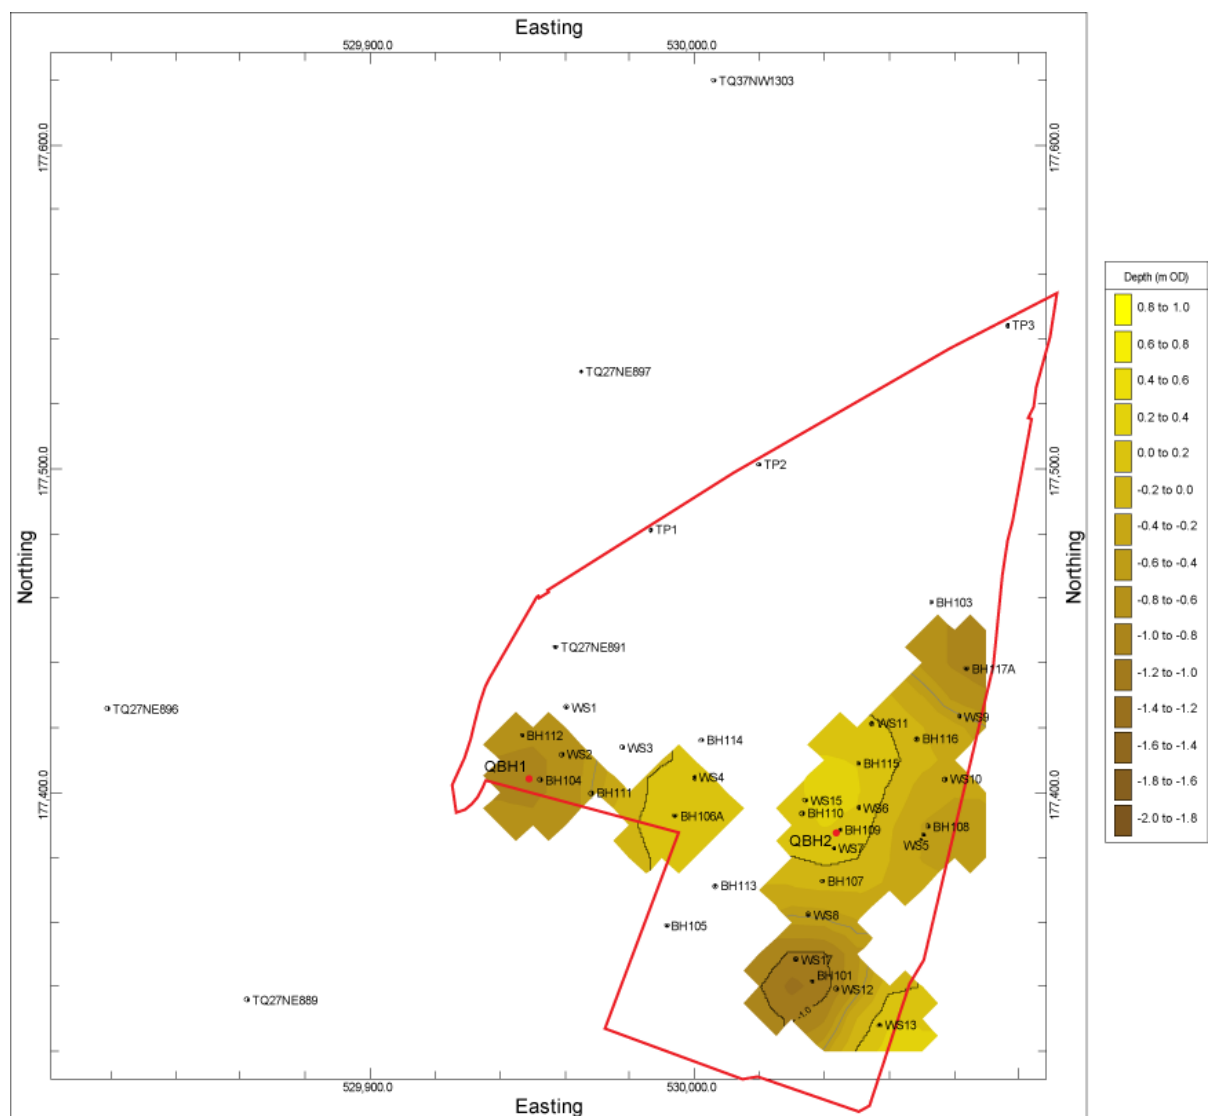 Easting
529,900.0 530,000.0
TQ37NW1303
177,600.0 177,600.0
Depth (m OD)
0.8 to 1.0
0.6 to 0.8
0.4 to 0.6
0.2 to 0.4
0.0 to 0.2
-0.2 to 0.0
-0.4 to -0.2
-0.6 to -0.4
-0.8 to -0.6
-1.0 to -0.8
-1.2 to -1.0
-1.4 to -1.2
-1.6 to -1.4
-1.8 to -1.6
-2.0 to -1.8
TP3
TQ27NE897
TP2
177,500.0 177,500.0
TP1
Northing Northing
BH103
TQ27NE891
BH117A
TQ27NE896
WS1
WS9
WS11
BH112
BH114
BH116
WS3
WS2
QBH1
BH115
BH104
WS4
WS10
177,400.0 177,400.0
BH111
WS15
WS6
BH110
BH106A
BH109
BH108
QBH2
WS5
WS7
BH107
BH113
WS8
BH105
WS17
BH101
WS12
TQ27NE889
-1.0
WS13
529,900.0 530,000.0
Easting